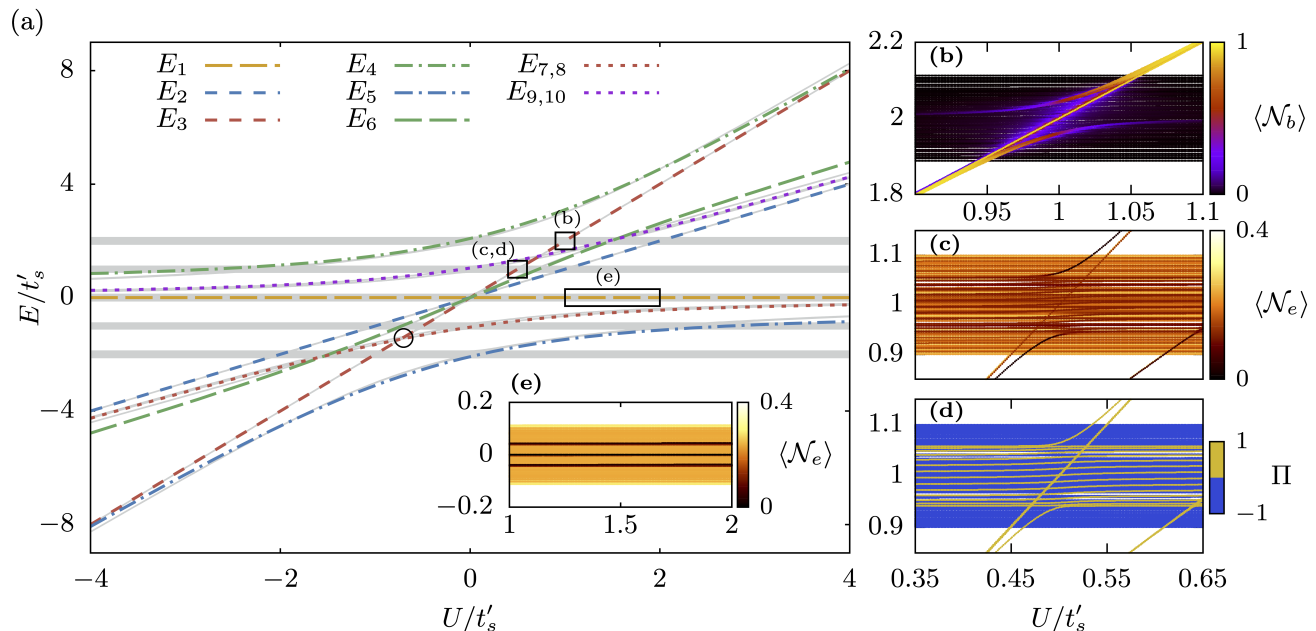 (a)
8
4
0
−4
−8
E/t′ₛ
−4
−2
0
2
4
U/t′ₛ
E₁
E₂
E₃
E₄
E₅
E₆
E₇,₈
E₉,₁₀
(b)
(c,d)
(e)
(e)
0.2
0
−0.2
1
1.5
2
0.4
0
⟨𝒩ₑ⟩
(b)
2.2
2
1.8
0.95
1
1.05
1.1
1
0
⟨𝒩_b⟩
(c)
1.1
1
0.9
0.4
0
⟨𝒩ₑ⟩
(d)
1.1
1
0.9
0.35
0.45
0.55
0.65
U/t′ₛ
1
−1
Π